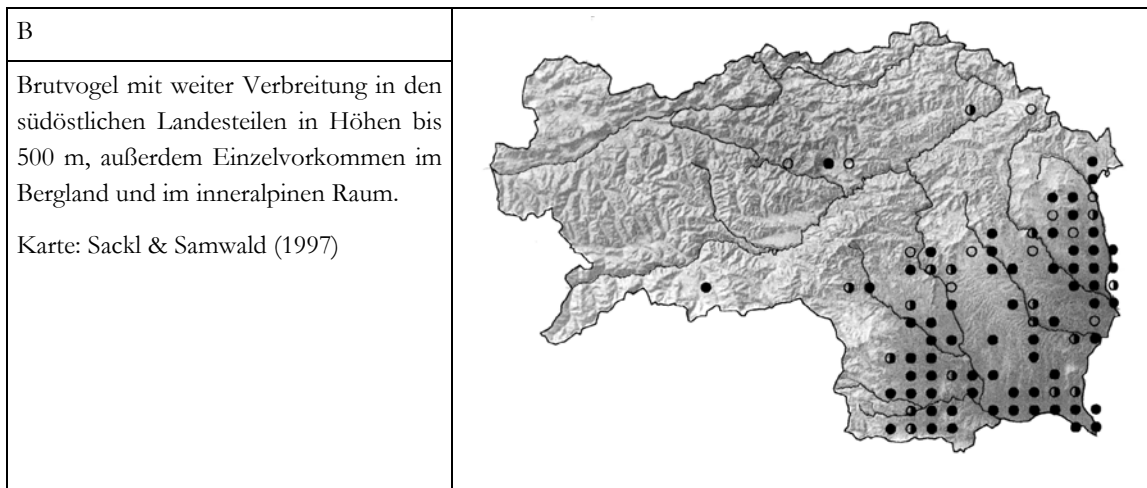 B
Brutvogel mit weiter Verbreitung in den
südöstlichen Landesteilen in Höhen bis
500 m, außerdem Einzelvorkommen im
Bergland und im inneralpinen Raum.
Karte: Sackl & Samwald (1997)